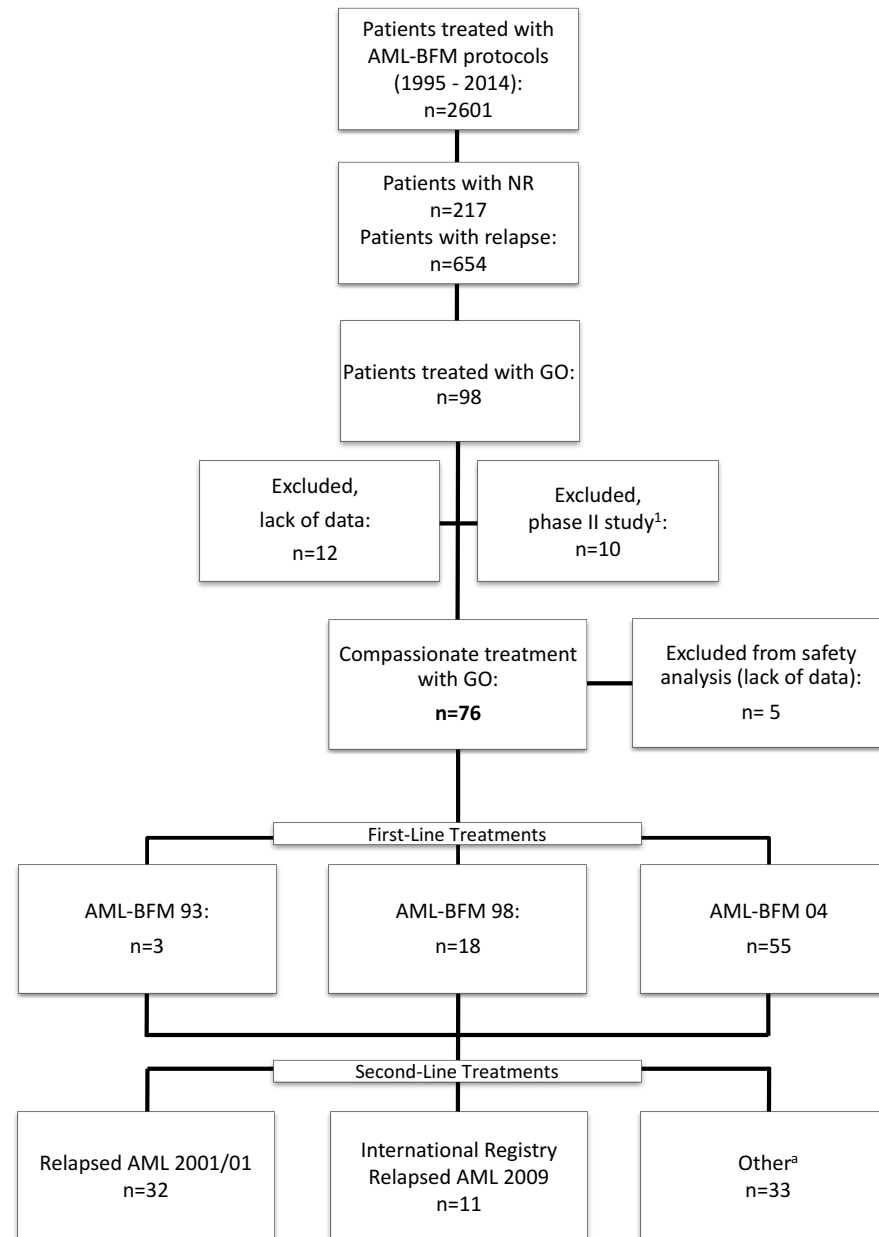 Patients treated with
AML-BFM protocols
(1995 - 2014):
n=2601
Patients with NR
n=217
Patients with relapse:
n=654
Patients treated with GO:
n=98
Excluded,
lack of data:
n=12
Excluded,
phase II study¹:
n=10
Compassionate treatment
with GO:
n=76
Excluded from safety
analysis (lack of data):
n= 5
First-Line Treatments
AML-BFM 93:
n=3
AML-BFM 98:
n=18
AML-BFM 04
n=55
Second-Line Treatments
Relapsed AML 2001/01
n=32
International Registry
Relapsed AML 2009
n=11
Otherᵃ
n=33